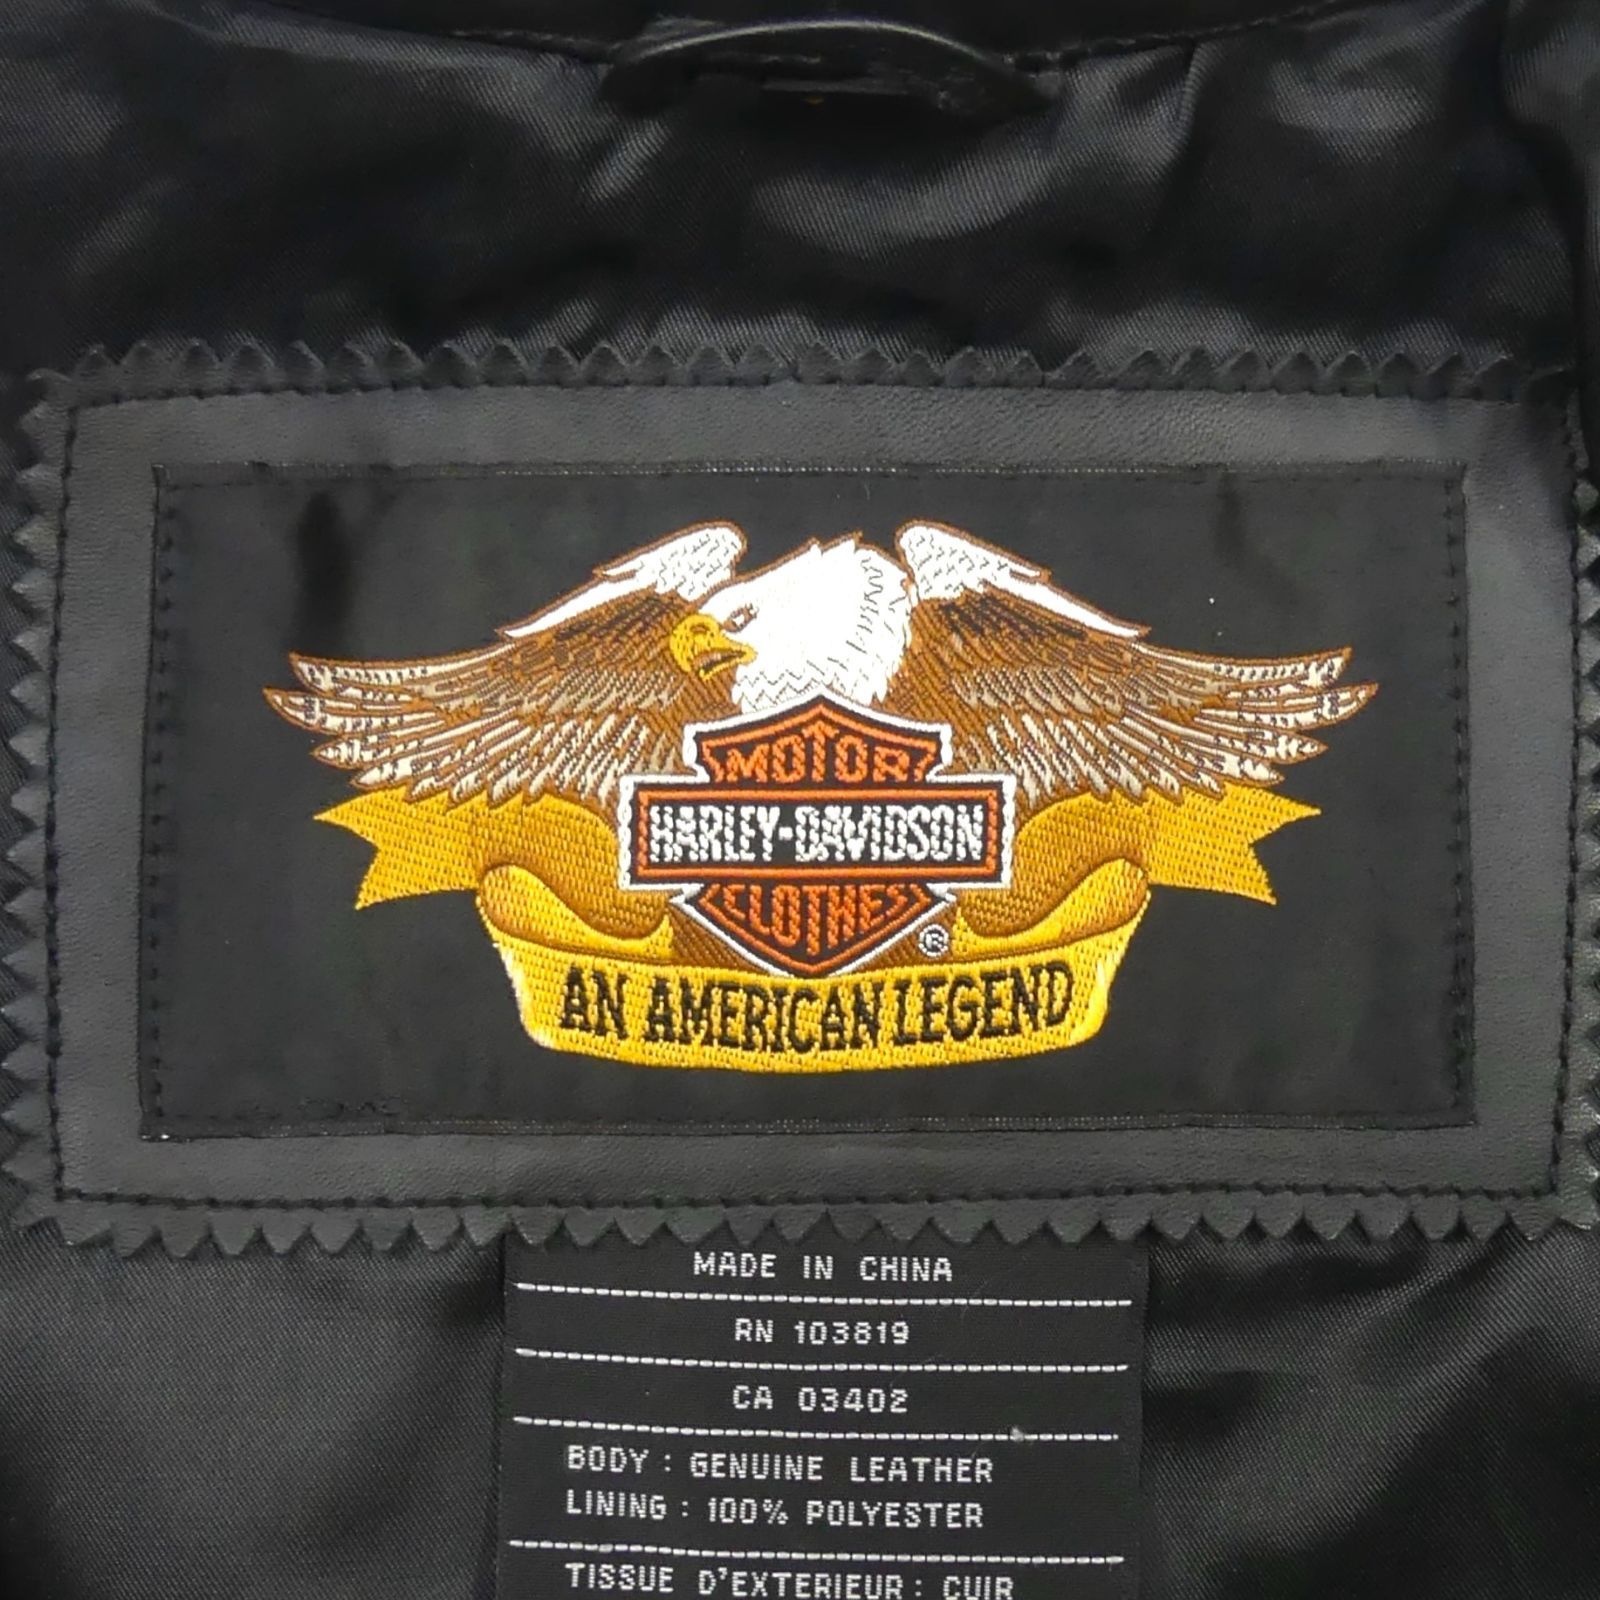 MOTOR
HARLEY-DAVIDSON
CLOTHES
®
AN AMERICAN LEGEND
MADE IN CHINA
RN 103819
CA 03402
BODY : GENUINE LEATHER
LINING : 100% POLYESTER
TISSUE D'EXTERIEUR : CUIR